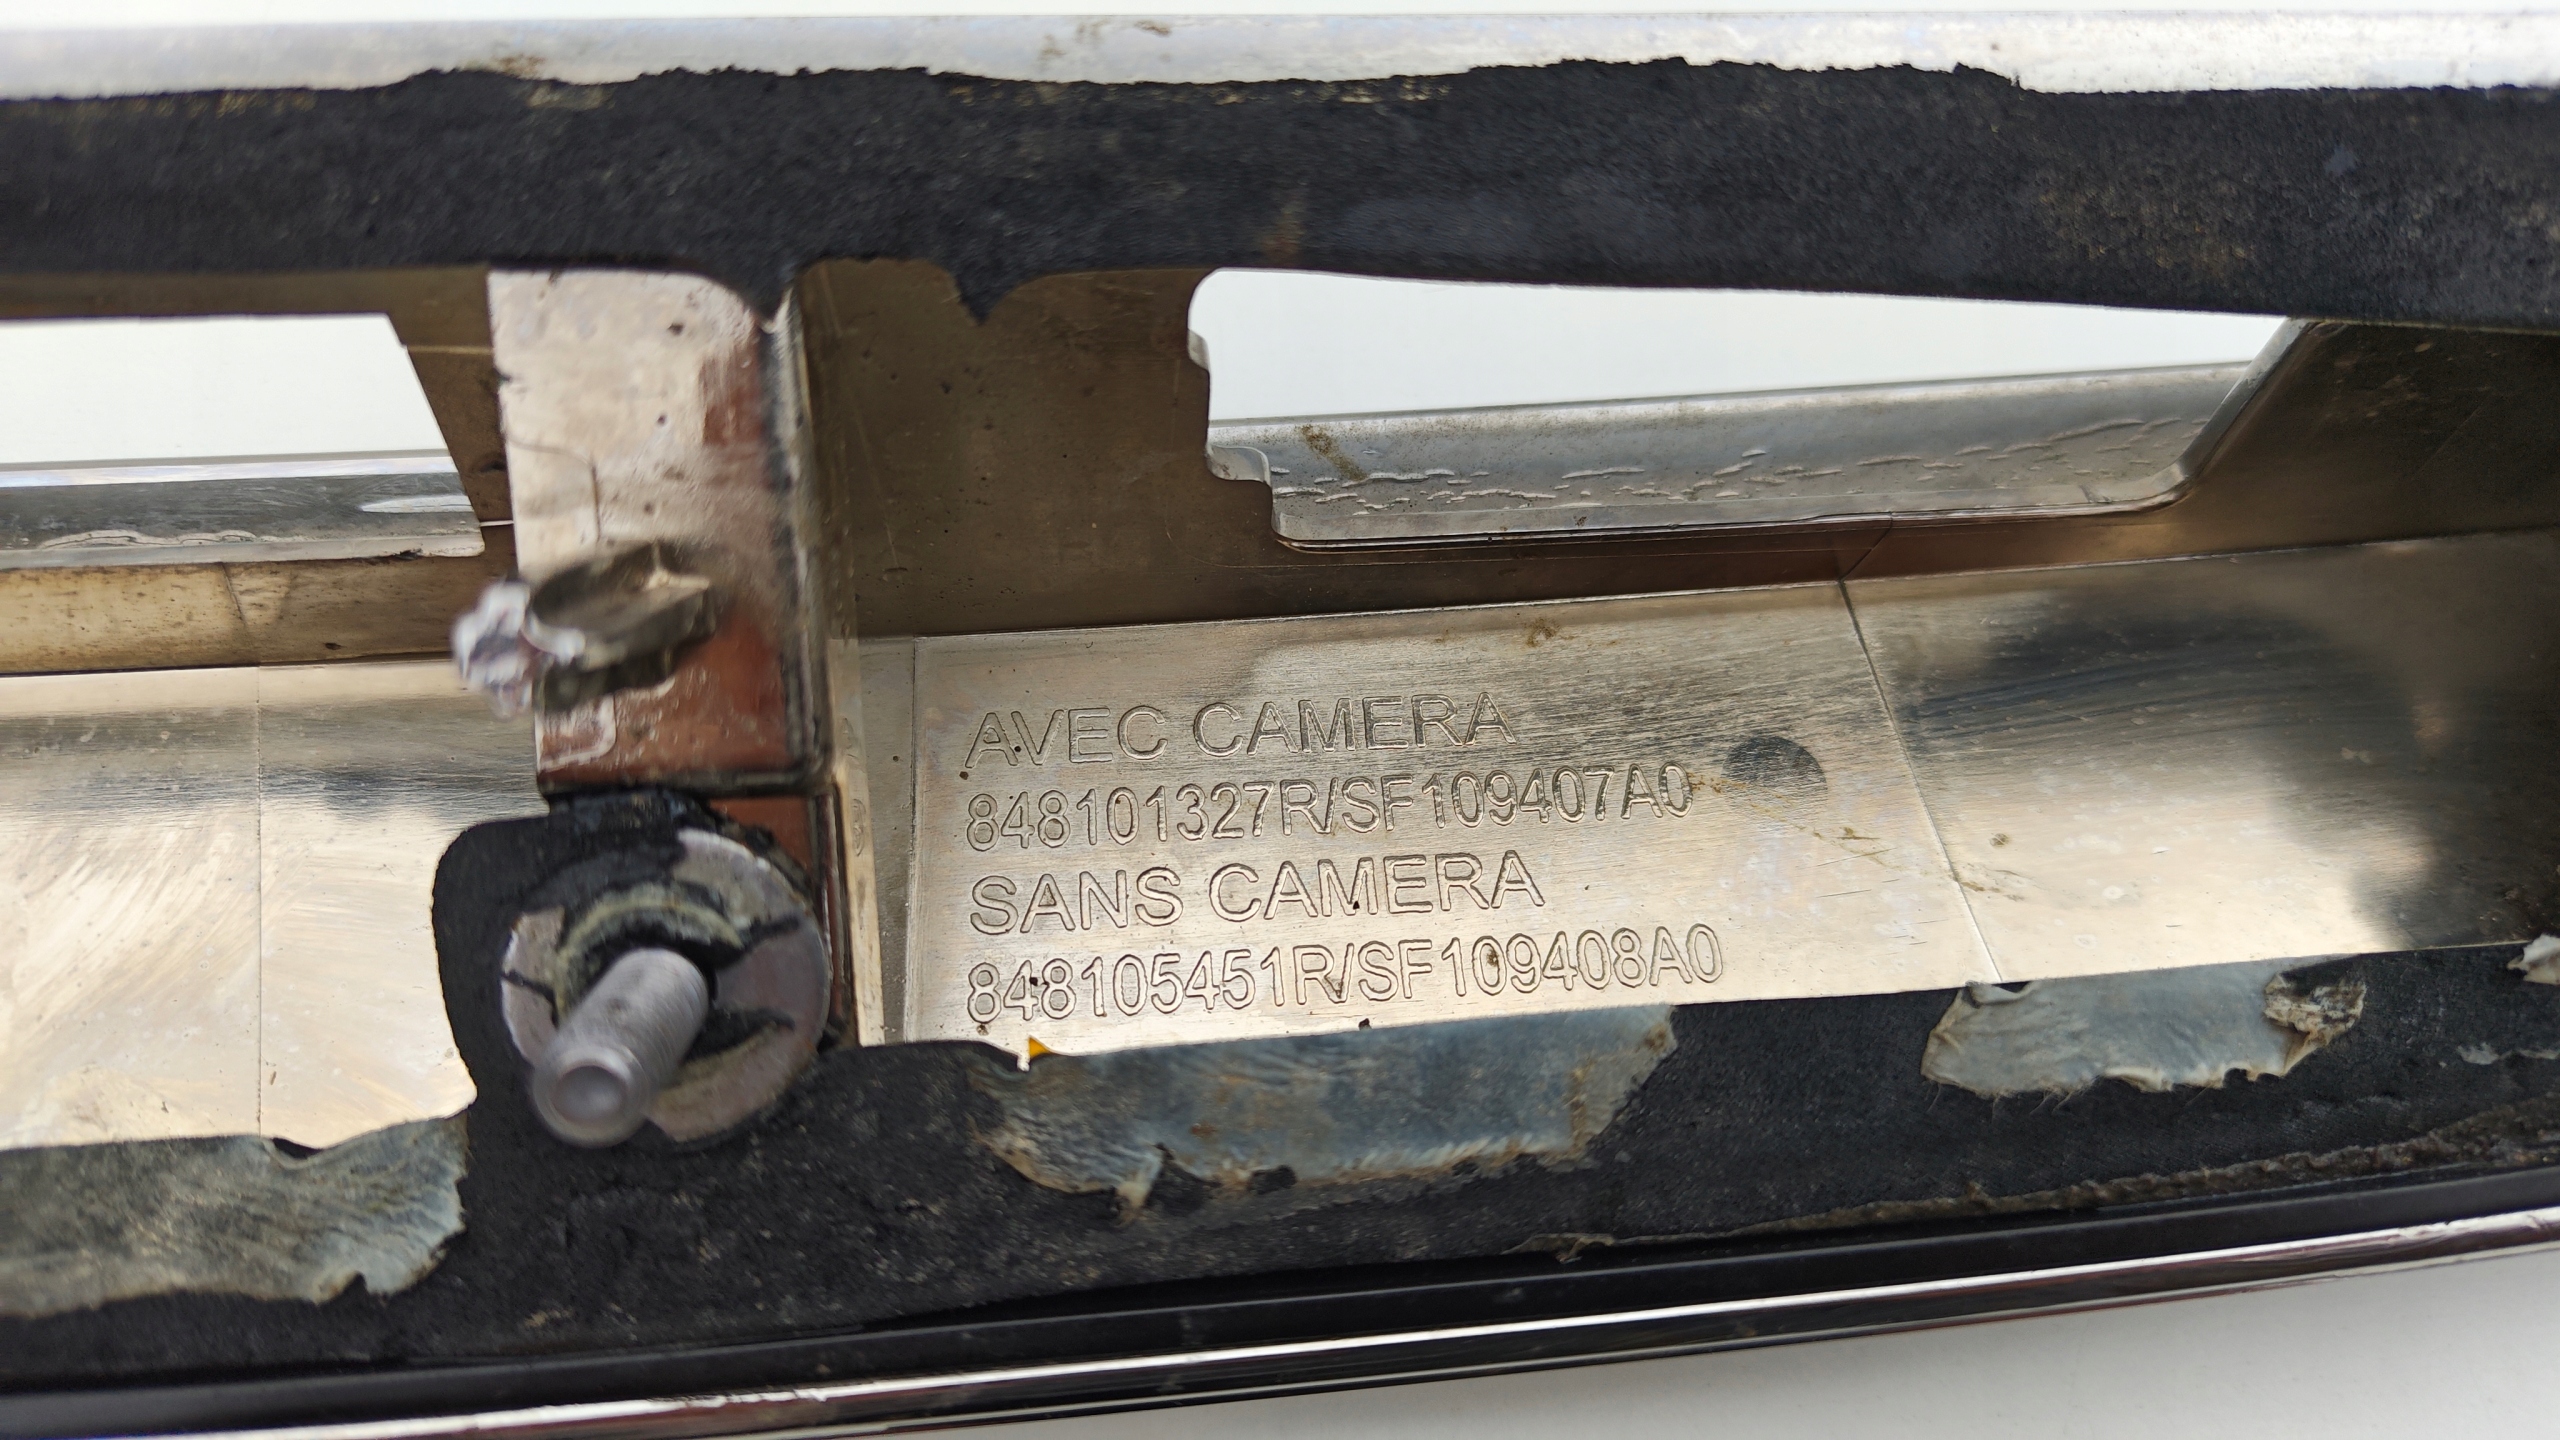 AVEC CAMERA
848101327R/SF109407A0
SANS CAMERA
848105451R/SF109408A0